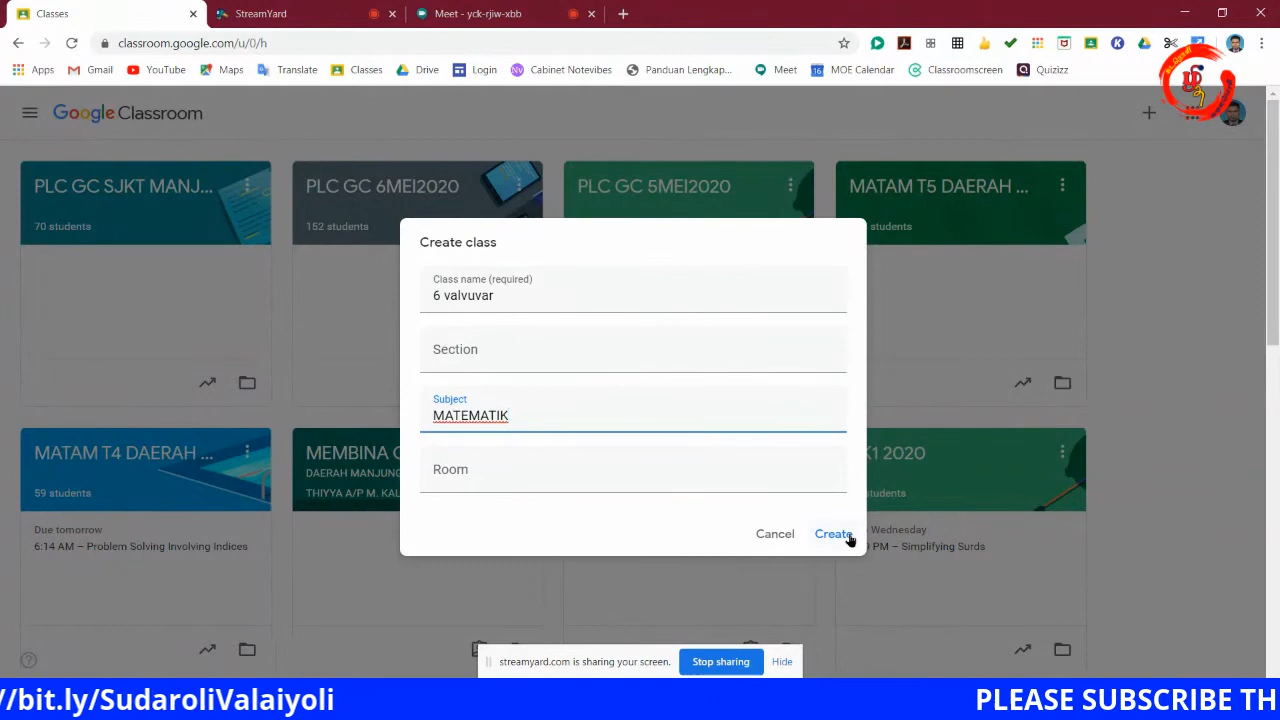 Classes
StreamYard
Meet - yck-rjiw-xbb
classroom.google.com/u/0/h
Apps
Gmail
YouTube
Maps
Translate
Classes
Drive
Cabinet Notevibes
Panduan Lengkap...
Meet
MOE Calendar
Classroomscreen
Quizizz
Google Classroom
PLC GC SJKT MANJ...
70 students
PLC GC 6MEI2020
152 students
PLC GC 5MEI2020
MATAM T5 DAERAH ...
students
Create class
Class name (required)
6 valvuvar
Section
Subject
MATEMATIK
Room
Cancel
Create
MATAM T4 DAERAH ...
59 students
Due tomorrow
6:14 AM – Problem Solving Involving Indices
MEMBINA
DAERAH MANJUNG
THIYYA A/P M. KAL
1 2020
Wednesday
PM – Simplifying Surds
streamyard.com is sharing your screen.
Stop sharing
Hide
//bit.ly/SudaroliValaiyoli
PLEASE SUBSCRIBE TH